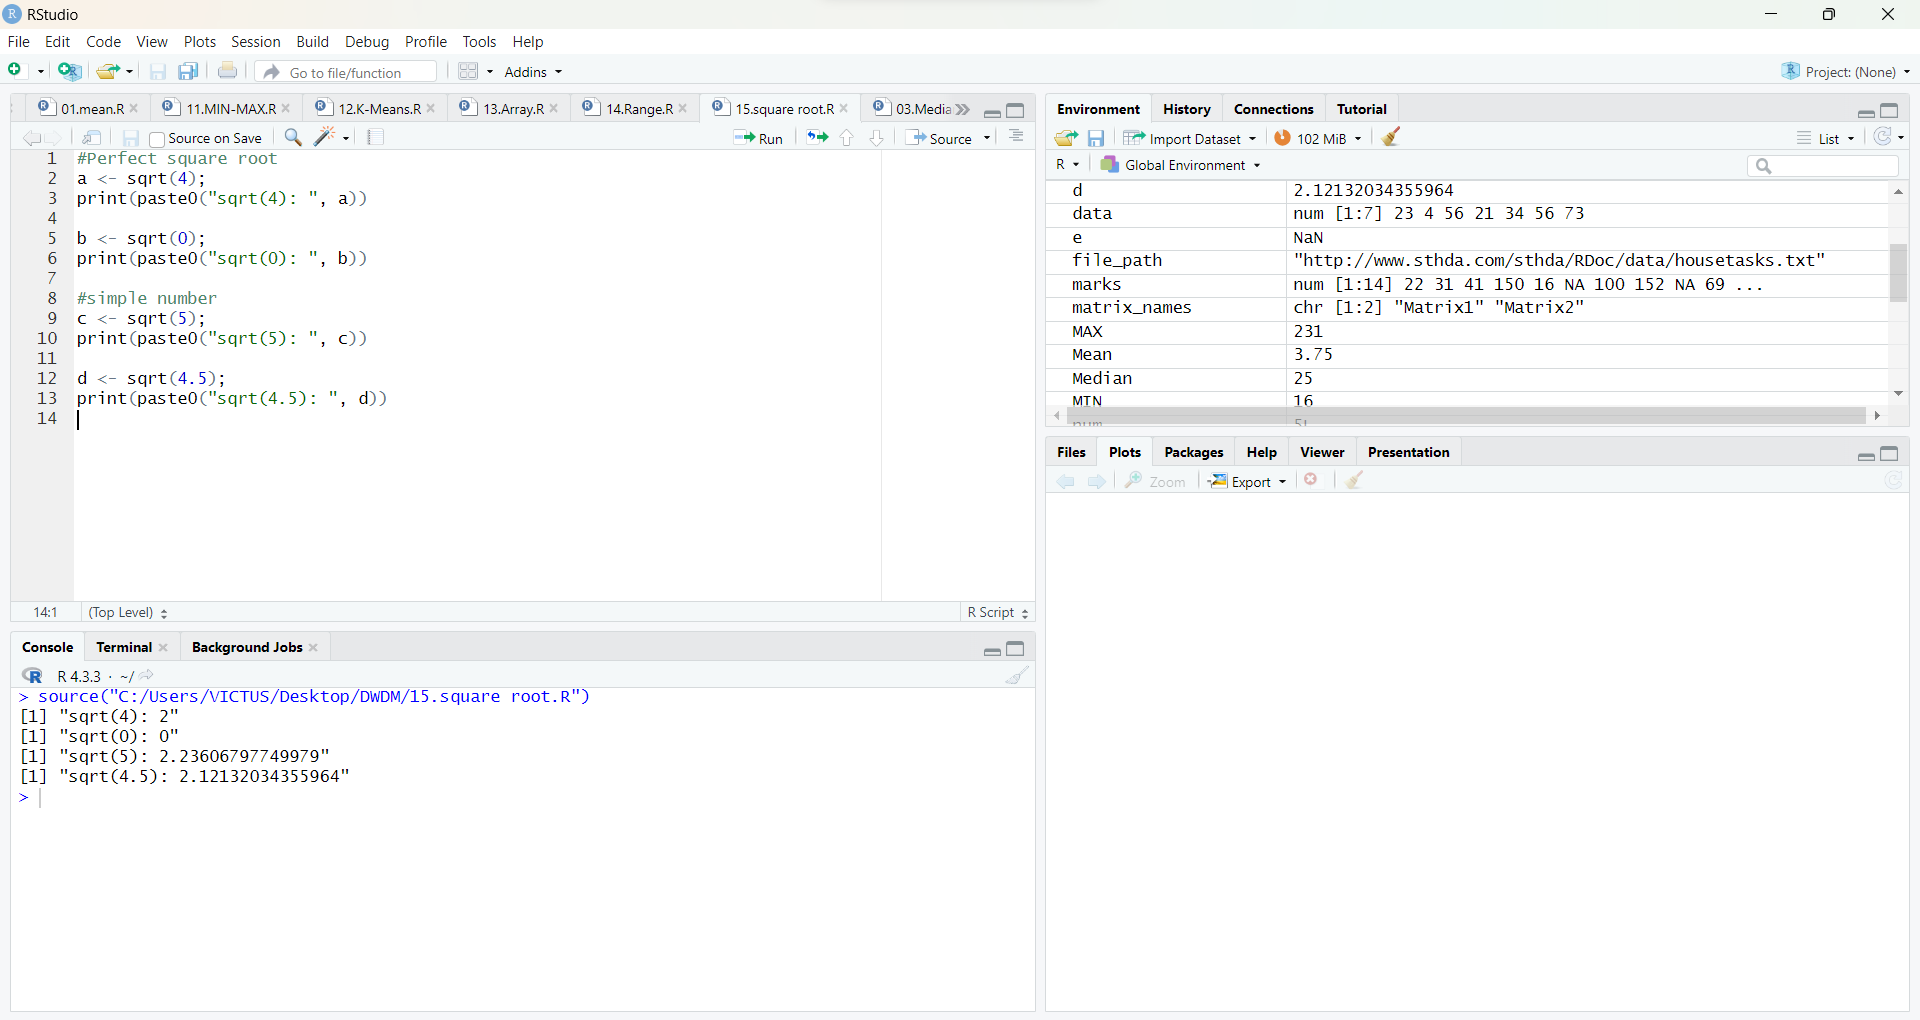 RStudio
File Edit Code View Plots Session Build Debug Profile Tools Help
Go to file/function Addins Project: (None)
01.mean.R 11.MIN-MAX.R 12.K-Means.R 13.Array.R 14.Range.R 15.square root.R 03.Media
Source on Save Run Source
1 #Perfect square root
2 a <- sqrt(4);
3 print(paste0("sqrt(4): ", a))
4
5 b <- sqrt(0);
6 print(paste0("sqrt(0): ", b))
7
8 #simple number
9 c <- sqrt(5);
10 print(paste0("sqrt(5): ", c))
11
12 d <- sqrt(4.5);
13 print(paste0("sqrt(4.5): ", d))
14
14:1 (Top Level) R Script
Console Terminal Background Jobs
R 4.3.3 · ~/
> source("C:/Users/VICTUS/Desktop/DWDM/15.square root.R")
[1] "sqrt(4): 2"
[1] "sqrt(0): 0"
[1] "sqrt(5): 2.23606797749979"
[1] "sqrt(4.5): 2.12132034355964"
>
Environment History Connections Tutorial
Import Dataset 102 MiB List
R Global Environment
d 2.12132034355964
data num [1:7] 23 4 56 21 34 56 73
e NaN
file_path "http://www.sthda.com/sthda/RDoc/data/housetasks.txt"
marks num [1:14] 22 31 41 150 16 NA 100 152 NA 69 ...
matrix_names chr [1:2] "Matrix1" "Matrix2"
MAX 231
Mean 3.75
Median 25
MIN 16
num 5L
Files Plots Packages Help Viewer Presentation
Zoom Export